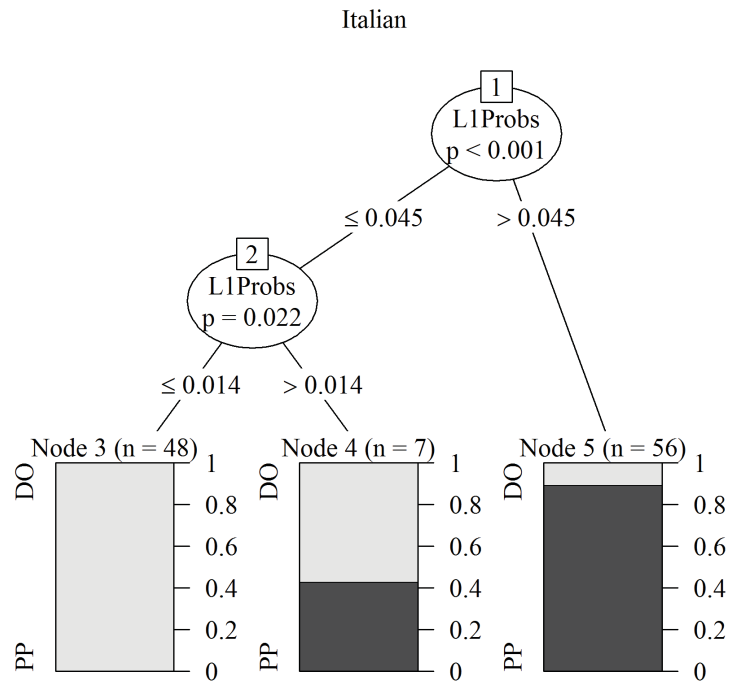 Italian
1
L1Probs
p < 0.001
≤ 0.045
> 0.045
2
L1Probs
p = 0.022
≤ 0.014
> 0.014
Node 3 (n = 48)
DO
PP
1
0.8
0.6
0.4
0.2
0
Node 4 (n = 7)
DO
PP
1
0.8
0.6
0.4
0.2
0
Node 5 (n = 56)
DO
PP
1
0.8
0.6
0.4
0.2
0